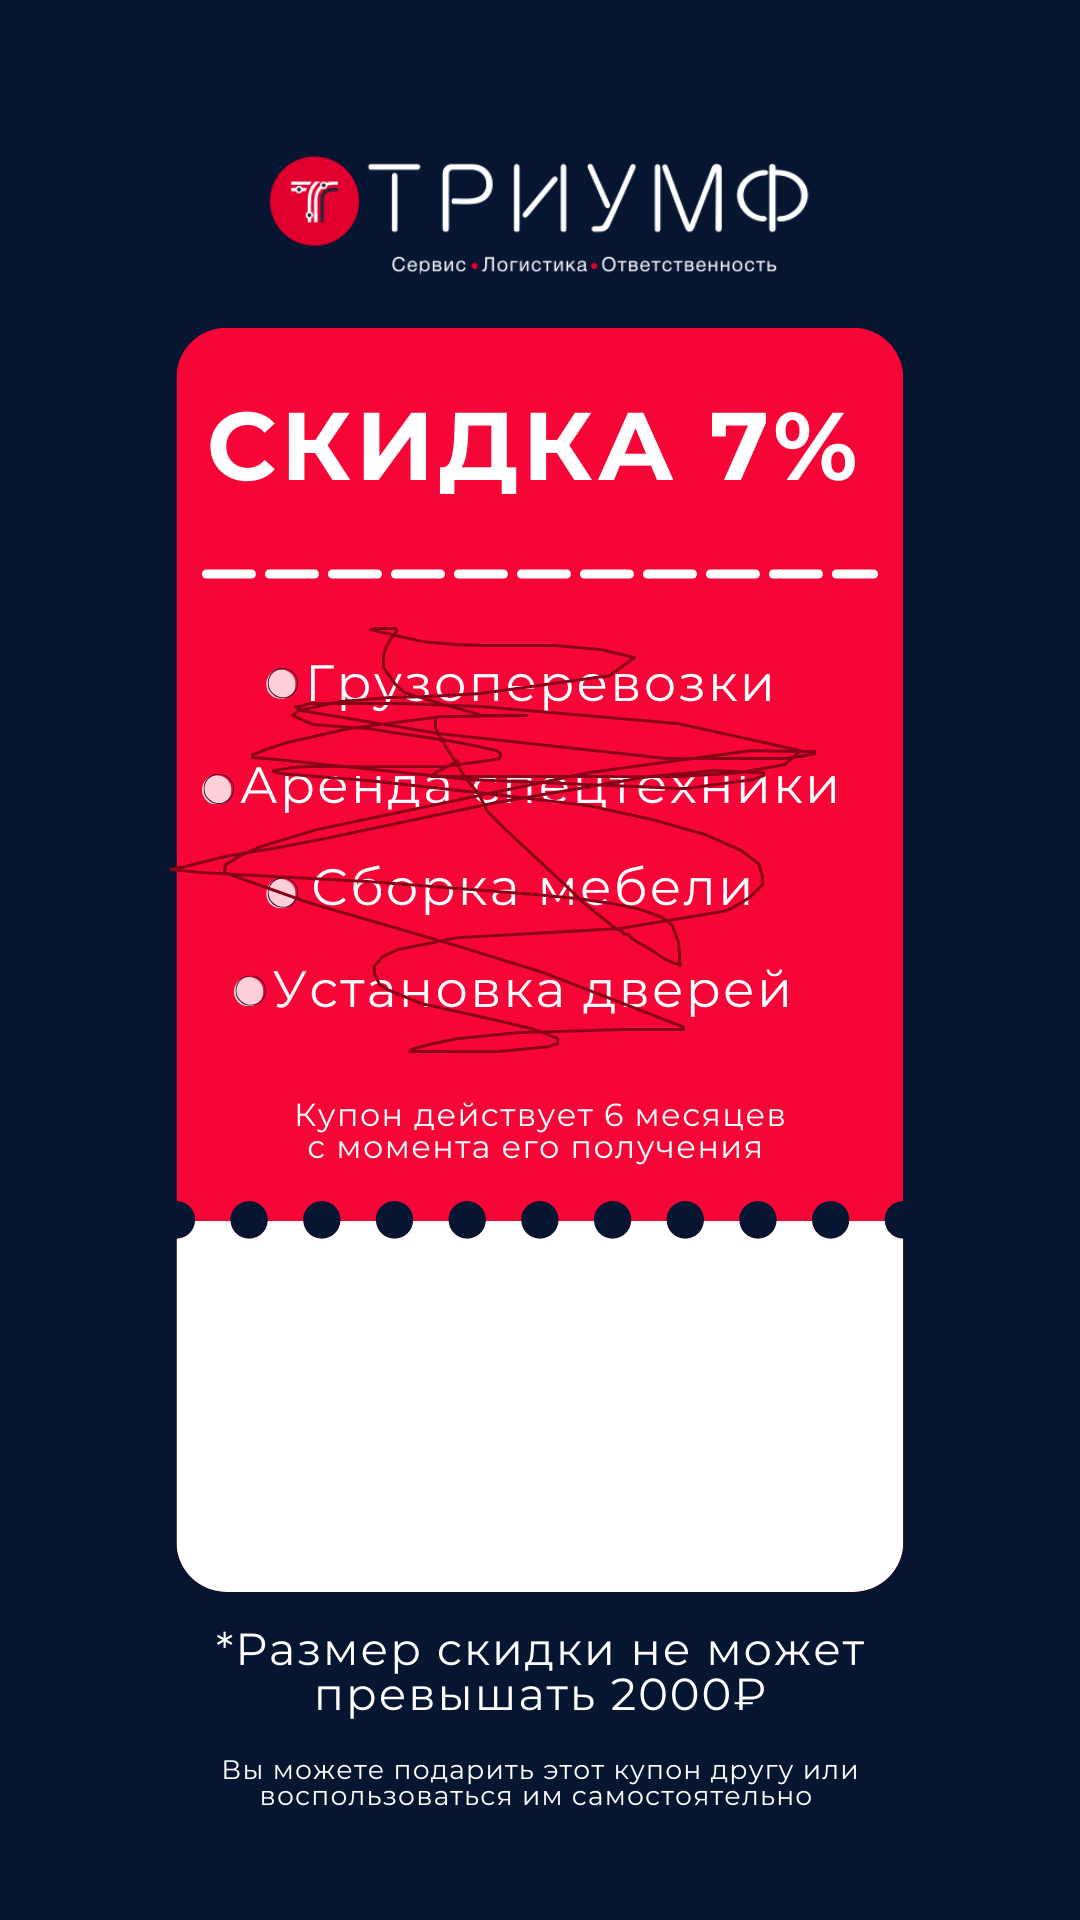 ТРИУМФ
Сервис•Логистика•Ответственность
СКИДКА 7%
Грузоперевозки
Аренда спецтехники
Сборка мебели
Установка дверей
Купон действует 6 месяцев
с момента его получения
*Размер скидки не может
превышать 2000₽
Вы можете подарить этот купон другу или
воспользоваться им самостоятельно